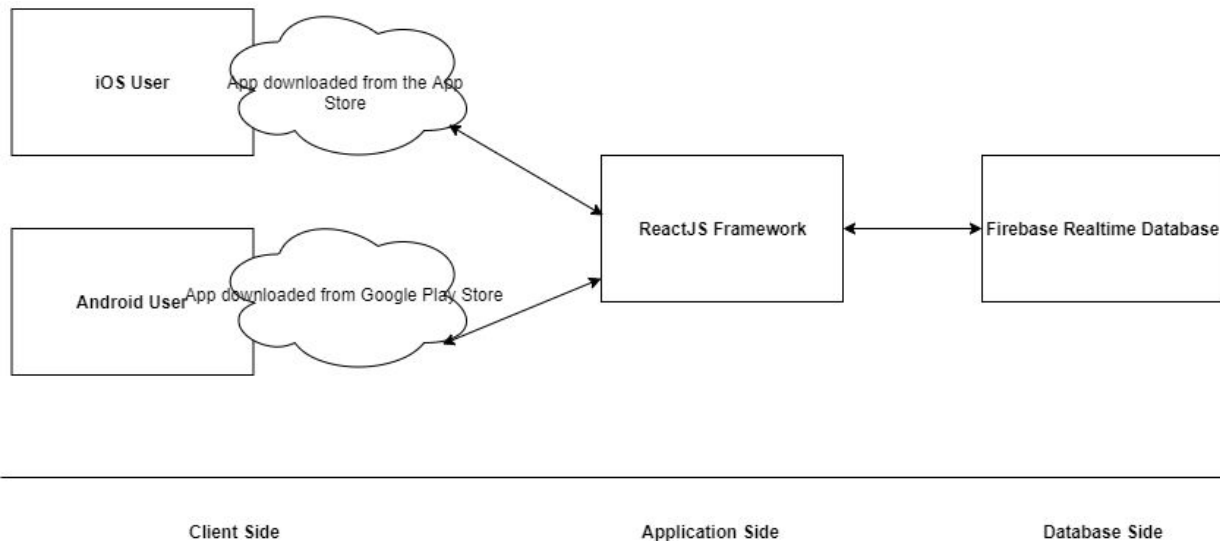 iOS User
App downloaded from the App
Store
ReactJS Framework
Firebase Realtime Database
Android User
App downloaded from Google Play Store
Client Side
Application Side
Database Side